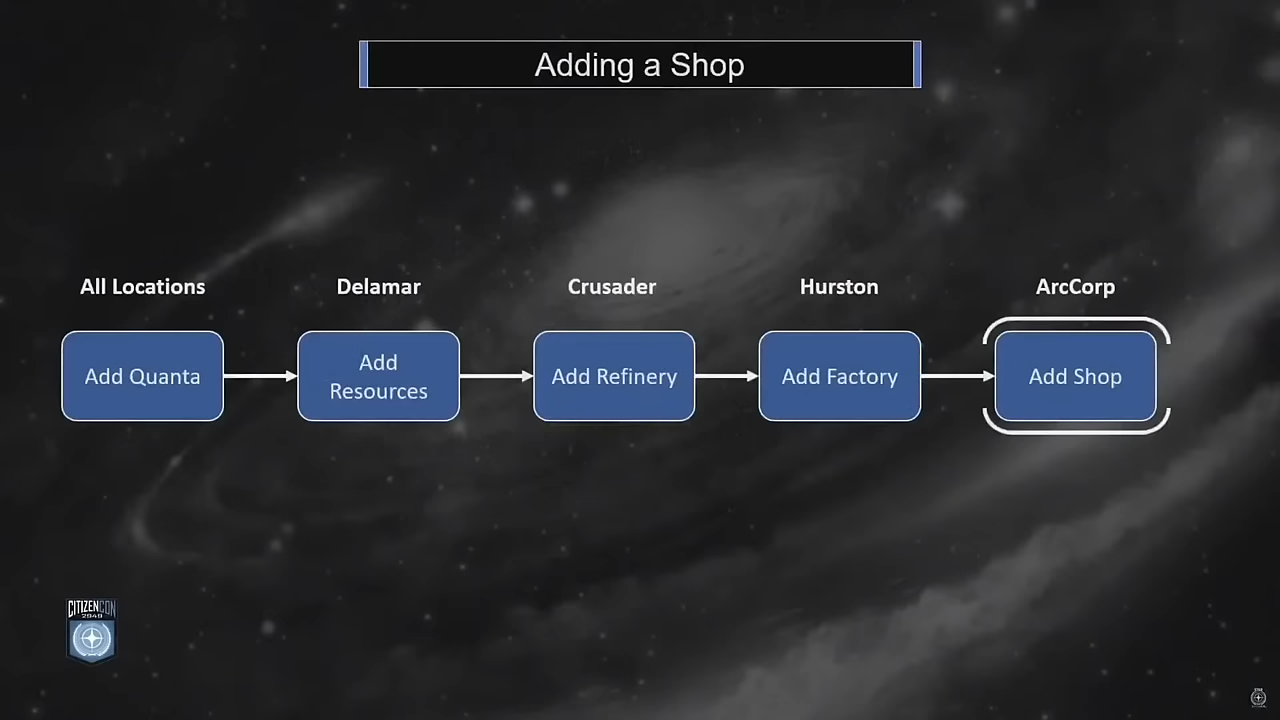 Adding a Shop
All Locations
Delamar
Crusader
Hurston
ArcCorp
Add Quanta
Add
Resources
Add Refinery
Add Factory
Add Shop
CITIZENCON
2949